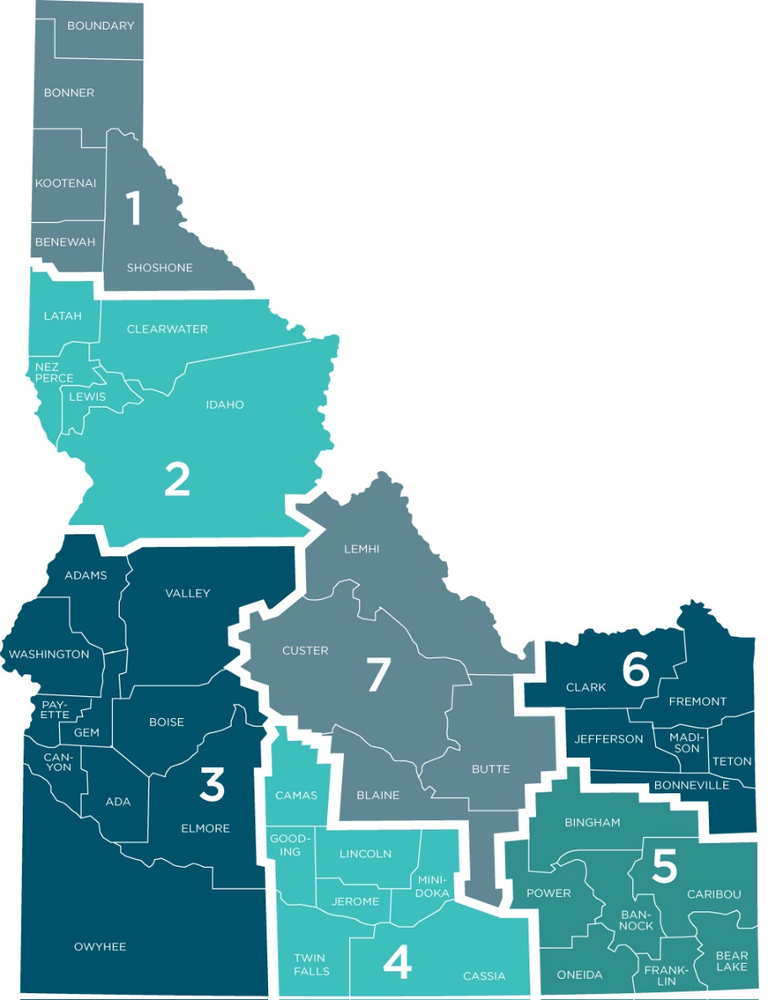 BOUNDARY
BONNER
KOOTENAI
1
BENEWAH
SHOSHONE
LATAH
CLEARWATER
NEZ
PERCE
LEWIS
IDAHO
2
LEMHI
ADAMS
VALLEY
CUSTER
7
WASHINGTON
6
CLARK
FREMONT
PAY-
ETTE
BOISE
GEM
JEFFERSON
MADI-
SON
TETON
CAN-
YON
BUTTE
3
ADA
CAMAS
BLAINE
BONNEVILLE
ELMORE
BINGHAM
GOOD-
ING
LINCOLN
5
MINI-
DOKA
JEROME
POWER
CARIBOU
BAN-
NOCK
OWYHEE
TWIN
FALLS
4
CASSIA
ONEIDA
FRANK-
LIN
BEAR
LAKE